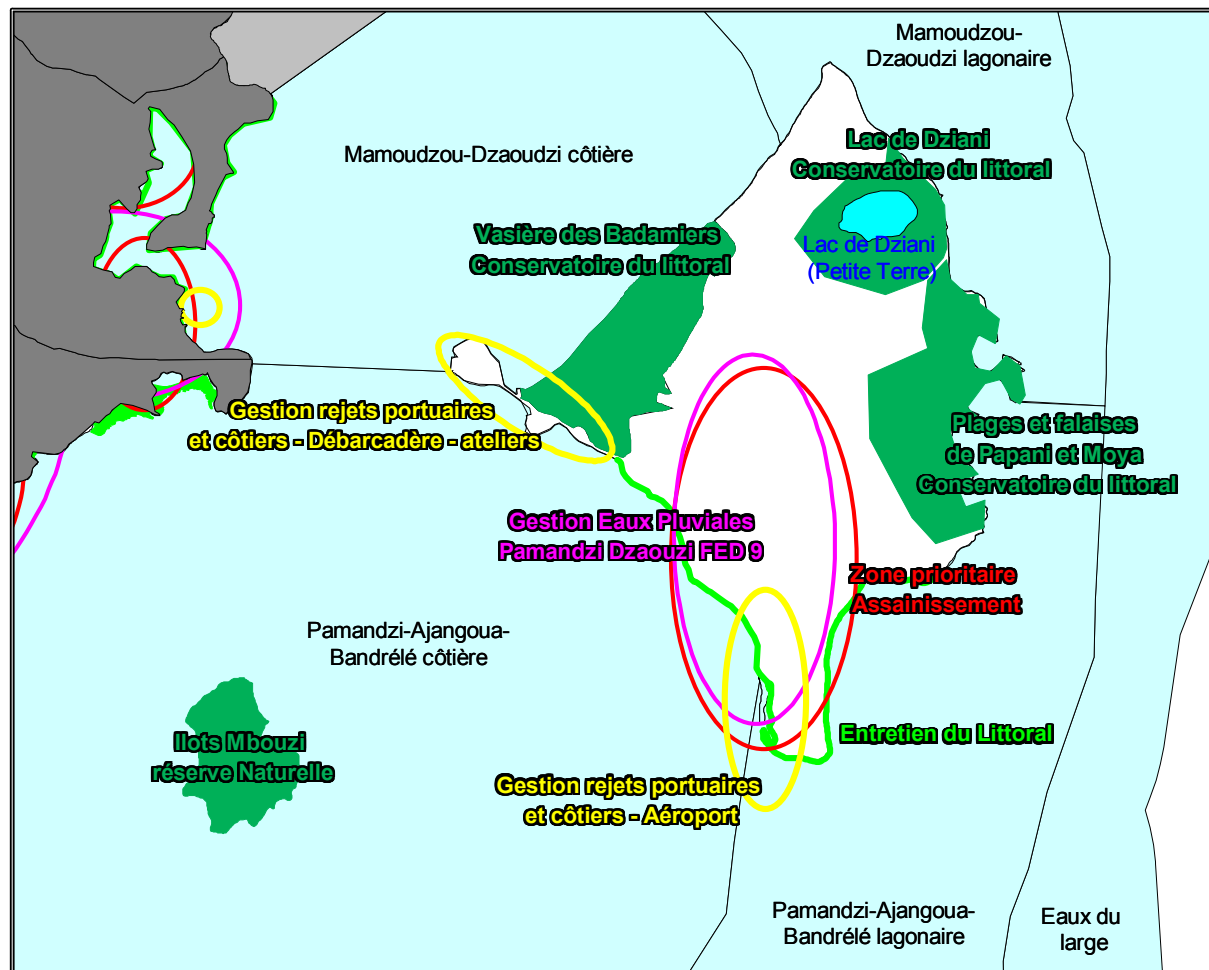 Mamoudzou-
Dzaoudzi lagonaire
Mamoudzou-Dzaoudzi côtière
Lac de Dziani
Conservatoire du littoral
Vasière des Badamiers
Conservatoire du littoral
Lac de Dziani
(Petite Terre)
Gestion rejets portuaires
et côtiers - Débarcadère - ateliers
Plages et falaises
de Papani et Moya
Conservatoire du littoral
Gestion Eaux Pluviales
Pamandzi Dzaouzi FED 9
Zone prioritaire
Assainissement
Pamandzi-Ajangoua-
Bandrélé côtière
Ilots Mbouzi
réserve Naturelle
Entretien du Littoral
Gestion rejets portuaires
et côtiers - Aéroport
Pamandzi-Ajangoua-
Bandrélé lagonaire
Eaux du
large